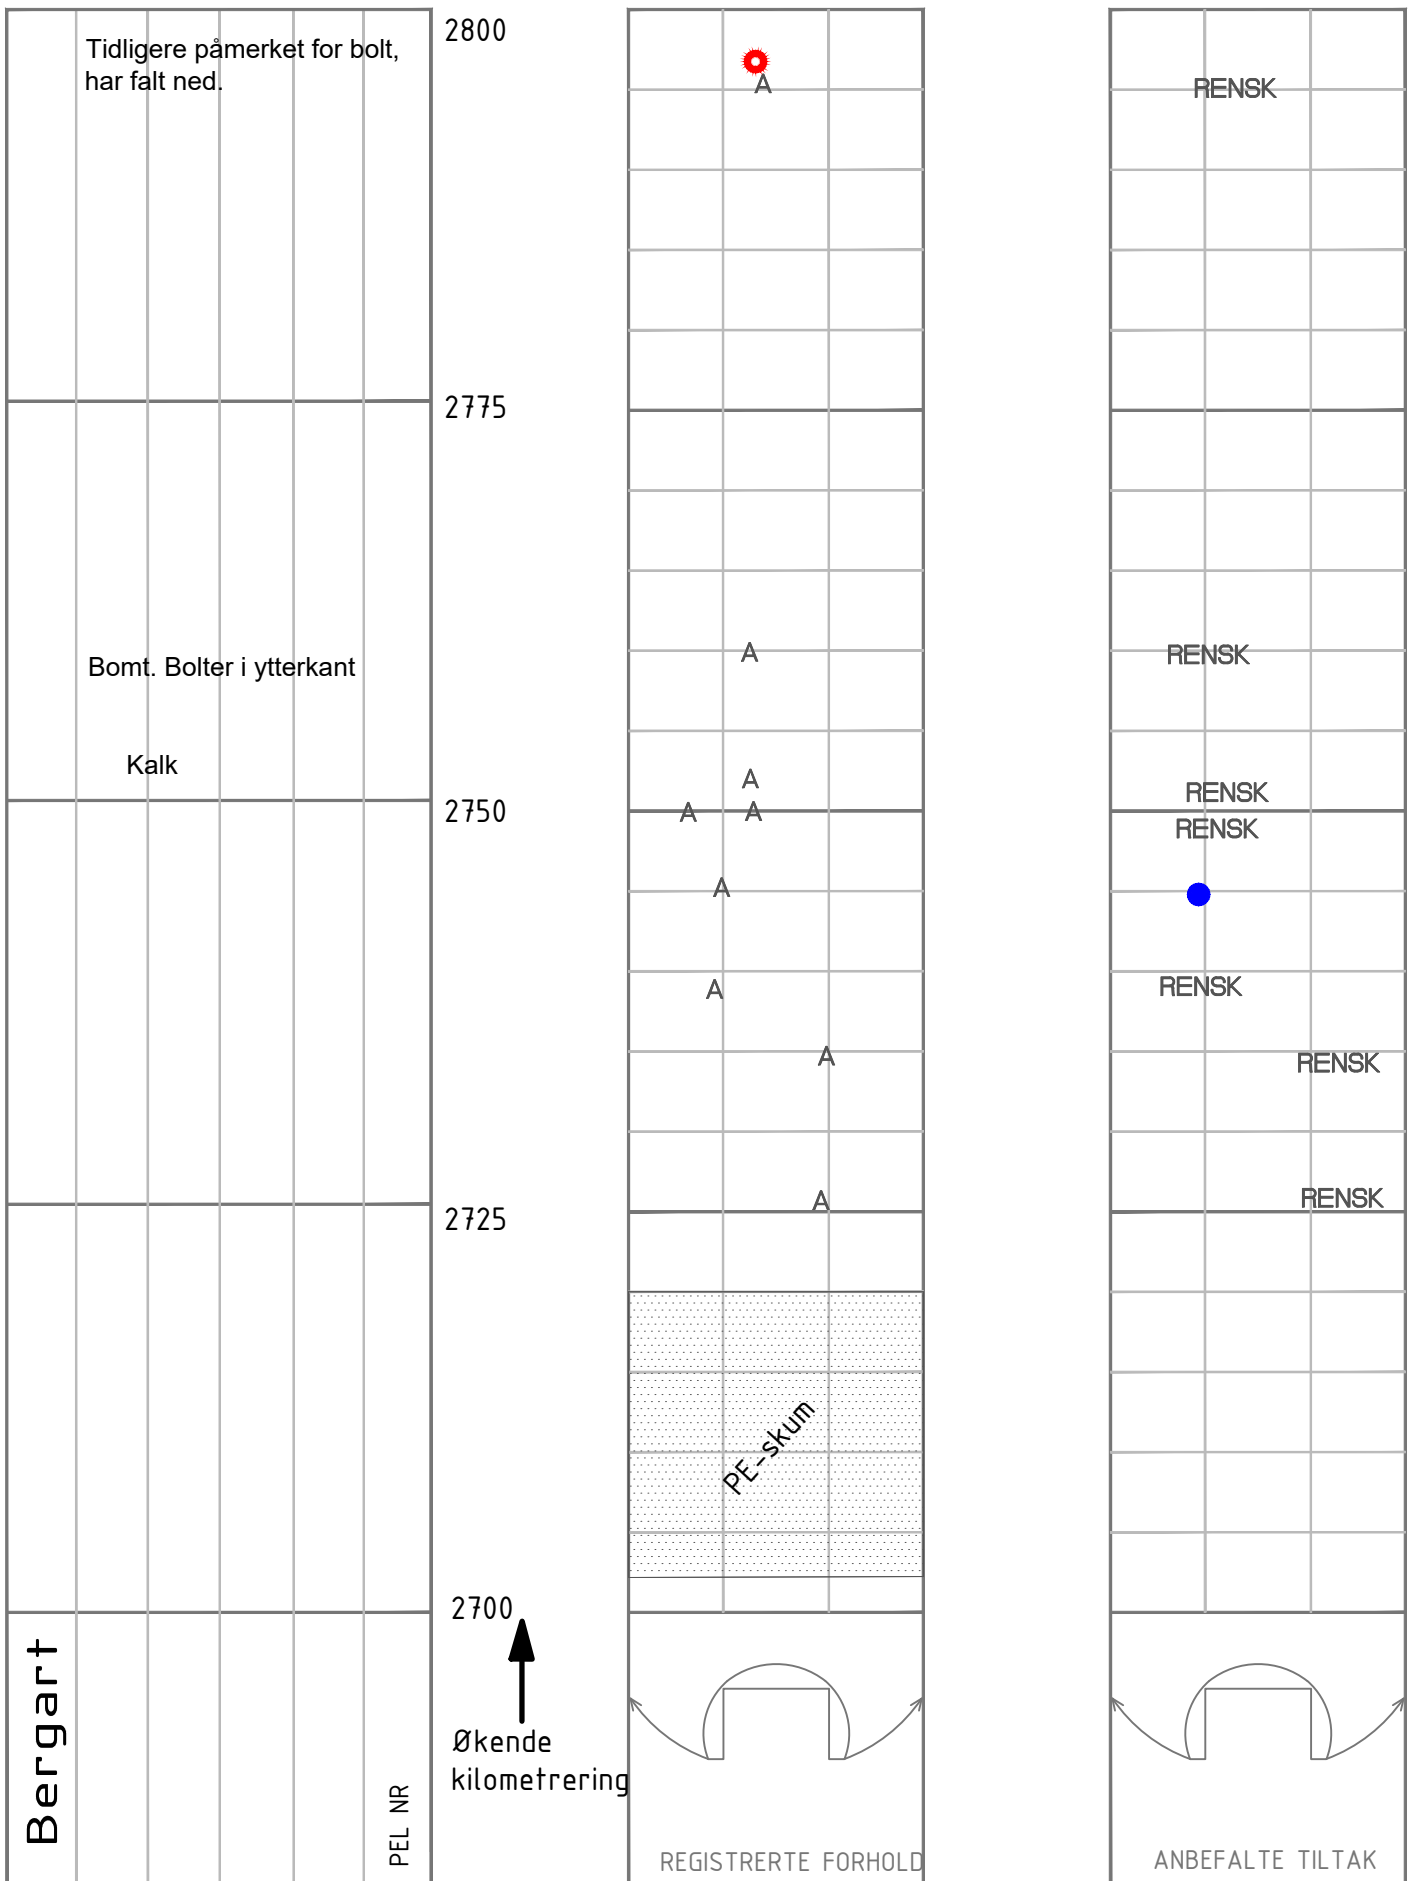 2800
Tidligere påmerket for bolt,
har falt ned.
A
RENSK
2775
A
RENSK
Bomt. Bolter i ytterkant
Kalk
A
RENSK
2750
A
A
RENSK
A
A
RENSK
A
RENSK
A
RENSK
2725
PE-skum
2700
Økende
kilometrering
Bergart
PEL NR
REGISTRERTE FORHOLD
ANBEFALTE TILTAK